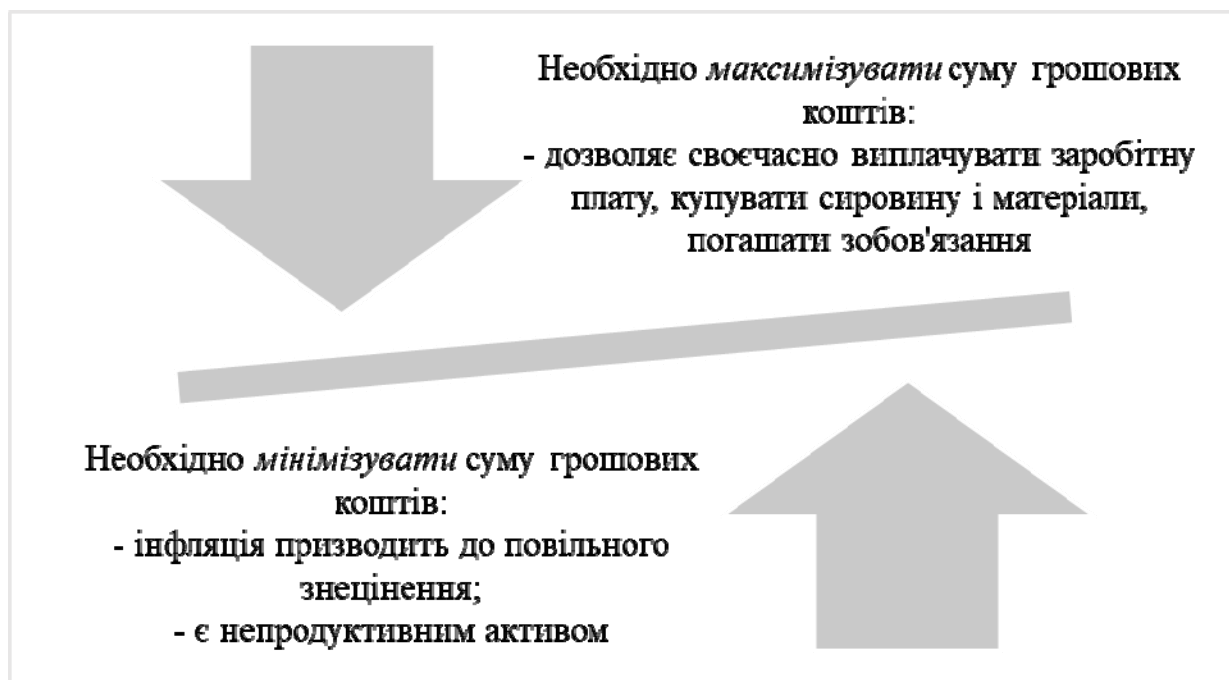 Необхідно максимізувати суму грошових
коштів:
- дозволяє своєчасно виплачувати заробітну
плату, купувати сировину і матеріали,
погашати зобов'язання
Необхідно мінімізувати суму грошових
коштів:
- інфляція призводить до повільного
знецінення;
- є непродуктивним активом